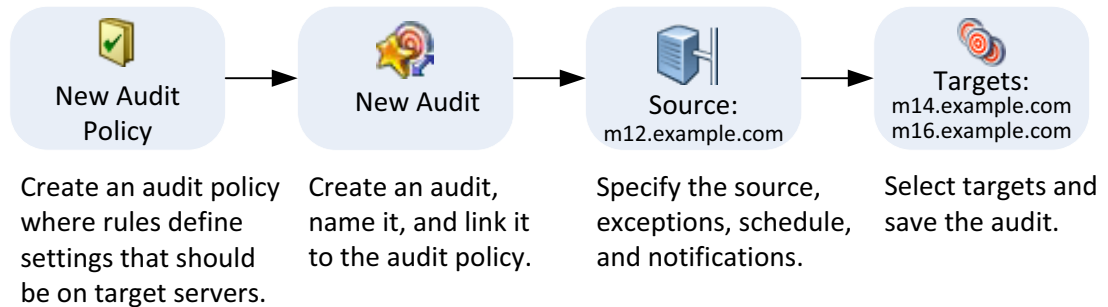 New Audit
Policy
New Audit
Source:
m12.example.com
Targets:
m14.example.com
m16.example.com
Create an audit policy
where rules define
settings that should
be on target servers.
Create an audit,
name it, and link it
to the audit policy.
Specify the source,
exceptions, schedule,
and notifications.
Select targets and
save the audit.